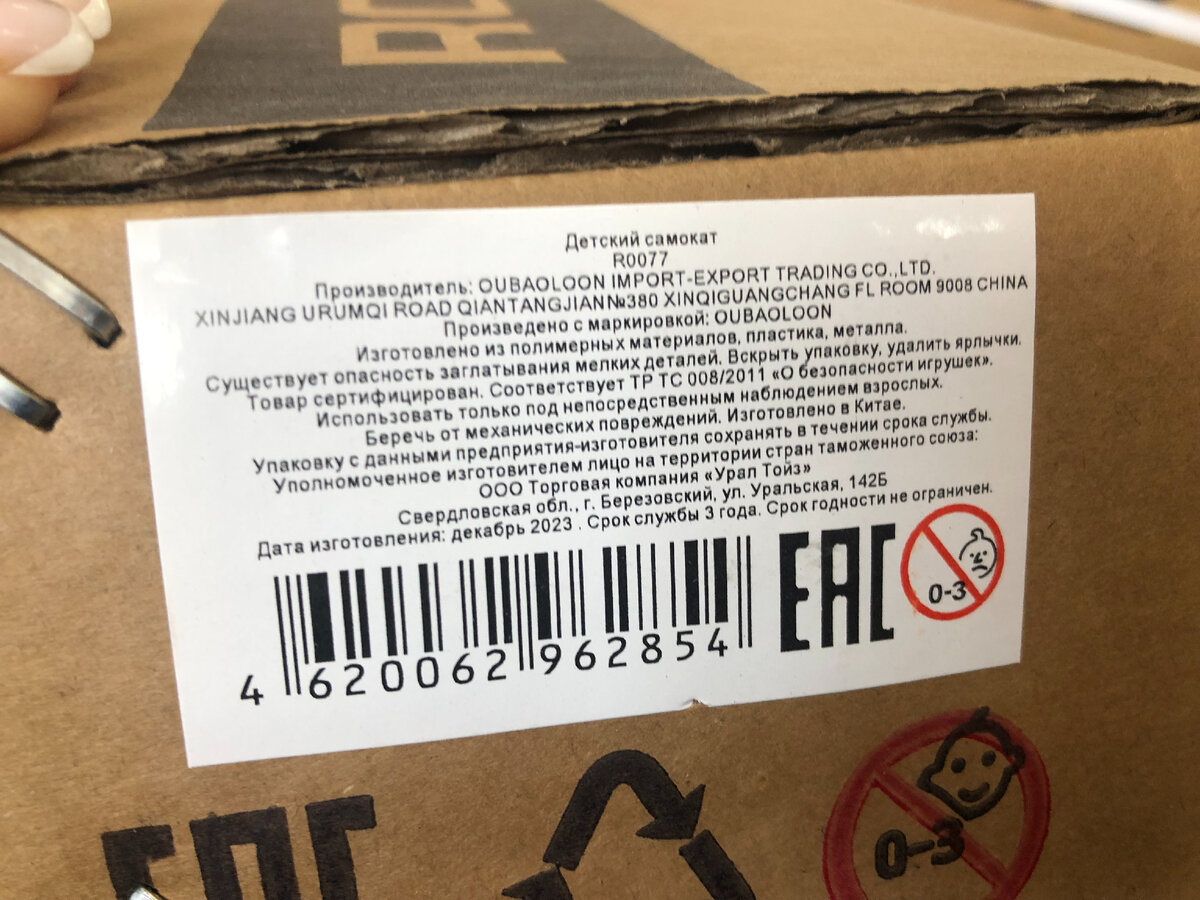 Детский самокат
R0077
Производитель: OUBAOLOON IMPORT-EXPORT TRADING CO.,LTD.
XINJIANG URUMQI ROAD QIANTANGJIAN№380 XINQIGUANGCHANG FL ROOM 9008 CHINA
Произведено с маркировкой: OUBAOLOON
Изготовлено из полимерных материалов, пластика, металла.
Существует опасность заглатывания мелких деталей. Вскрыть упаковку, удалить ярлычки.
Товар сертифицирован. Соответствует ТР ТС 008/2011 «О безопасности игрушек».
Использовать только под непосредственным наблюдением взрослых.
Беречь от механических повреждений. Изготовлено в Китае.
Упаковку с данными предприятия-изготовителя сохранять в течении срока службы.
Уполномоченное изготовителем лицо на территории стран таможенного союза:
ООО Торговая компания «Урал Тойз»
Свердловская обл., г. Березовский, ул. Уральская, 142Б
Дата изготовления: декабрь 2023 . Срок службы 3 года. Срок годности не ограничен.
EAC
0-3
4 620062 962854
0-3